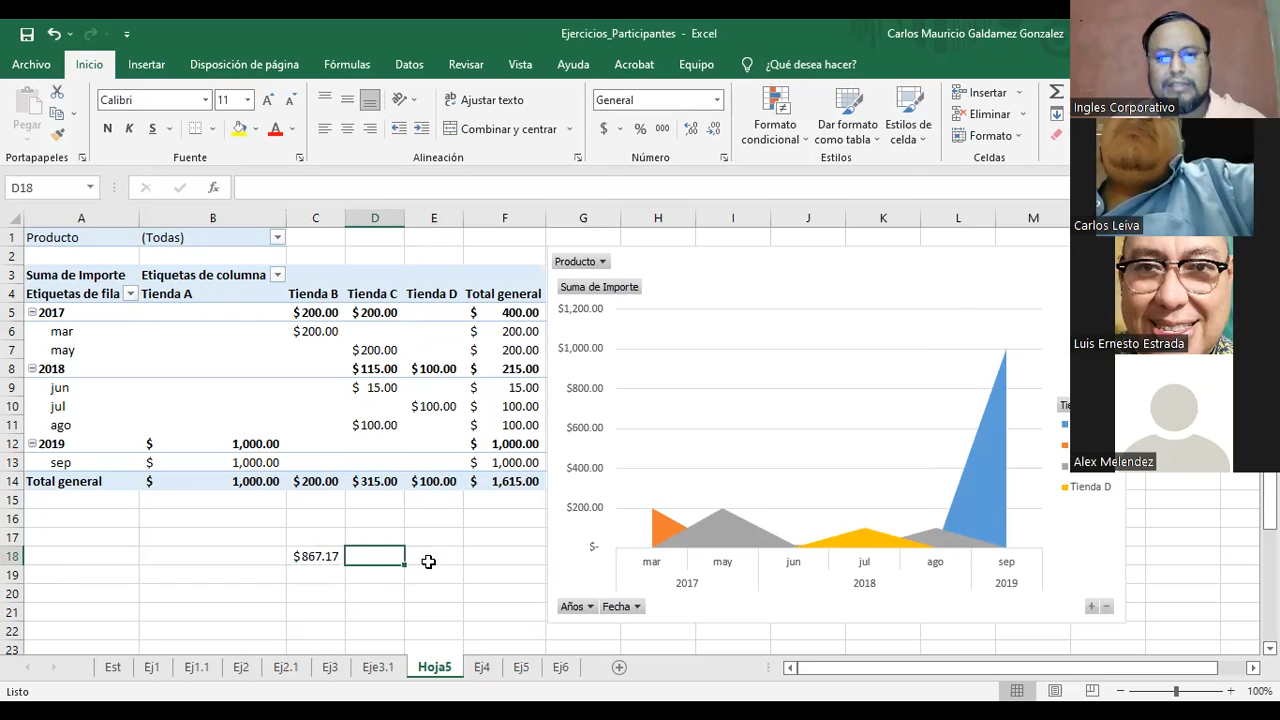 Ejercicios_Participantes - Excel
Carlos Mauricio Galdamez Gonzalez
Archivo Inicio Insertar Disposición de página Fórmulas Datos Revisar Vista Ayuda Acrobat Equipo ¿Qué desea hacer?
Pegar
Calibri 11
N K S
Ajustar texto
Combinar y centrar
General
$ % 000
Formato condicional
Dar formato como tabla
Estilos de celda
Insertar
Eliminar
Formato
Portapapeles Fuente Alineación Número Estilos Celdas
D18 fx
A B C D E F G H I J K L M
1 Producto (Todas)
2
3 Suma de Importe Etiquetas de columna
4 Etiquetas de fila Tienda A Tienda B Tienda C Tienda D Total general
5 2017 $200.00 $200.00 $ 400.00
6 mar $200.00 $ 200.00
7 may $200.00 $ 200.00
8 2018 $115.00 $100.00 $ 215.00
9 jun $ 15.00 $ 15.00
10 jul $100.00 $ 100.00
11 ago $100.00 $ 100.00
12 2019 $ 1,000.00 $ 1,000.00
13 sep $ 1,000.00 $ 1,000.00
14 Total general $ 1,000.00 $200.00 $315.00 $100.00 $ 1,615.00
15
16
17
18 $867.17
19
20
21
22
23
Producto
Suma de Importe
$1,200.00
$1,000.00
$800.00
$600.00
$400.00
$200.00
$-
mar may jun jul ago sep
2017 2018 2019
Años Fecha
+ -
Tienda D
Ingles Corporativo
Carlos Leiva
Luis Ernesto Estrada
Alex Melendez
Est Ej1 Ej1.1 Ej2 Ej2.1 Ej3 Eje3.1 Hoja5 Ej4 Ej5 Ej6
Listo
100%